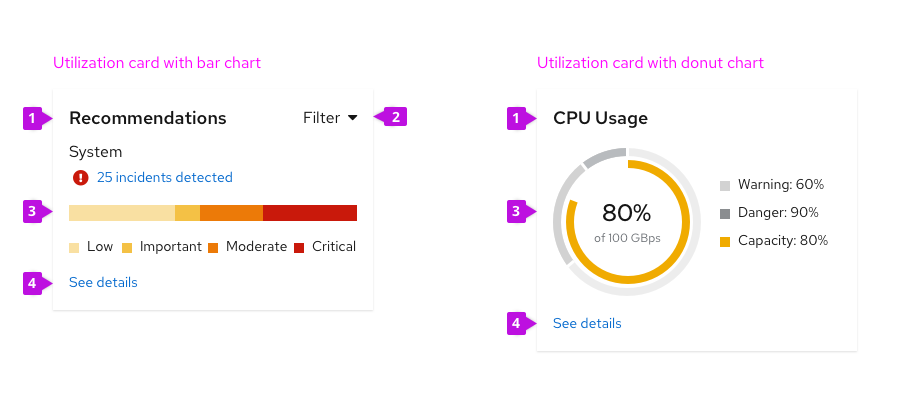 Utilization card with bar chart
1
Recommendations
Filter
2
System
25 incidents detected
3
Low
Important
Moderate
Critical
4
See details
Utilization card with donut chart
1
CPU Usage
3
80%
of 100 GBps
Warning: 60%
Danger: 90%
Capacity: 80%
4
See details